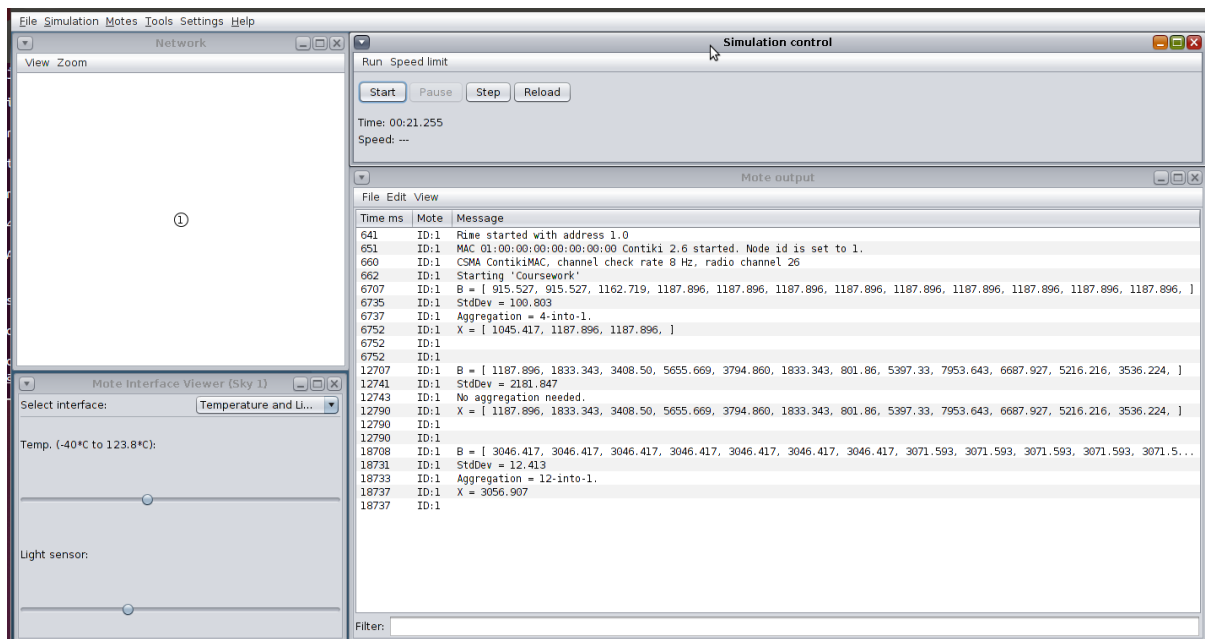 File Simulation Motes Tools Settings Help
Network
View Zoom
1
Simulation control
Run Speed limit
Start Pause Step Reload
Time: 00:21.255
Speed: ---
Mote output
File Edit View
Time ms Mote Message
641 ID:1 Rime started with address 1.0
651 ID:1 MAC 01:00:00:00:00:00:00:00 Contiki 2.6 started. Node id is set to 1.
660 ID:1 CSMA ContikiMAC, channel check rate 8 Hz, radio channel 26
662 ID:1 Starting 'Coursework'
6707 ID:1 B = [ 915.527, 915.527, 1162.719, 1187.896, 1187.896, 1187.896, 1187.896, 1187.896, 1187.896, 1187.896, 1187.896, 1187.896, ]
6735 ID:1 StdDev = 100.803
6737 ID:1 Aggregation = 4-into-1.
6752 ID:1 X = [ 1045.417, 1187.896, 1187.896, ]
6752 ID:1
6752 ID:1
12707 ID:1 B = [ 1187.896, 1833.343, 3408.50, 5655.669, 3794.860, 1833.343, 801.86, 5397.33, 7953.643, 6687.927, 5216.216, 3536.224, ]
12741 ID:1 StdDev = 2181.847
12743 ID:1 No aggregation needed.
12790 ID:1 X = [ 1187.896, 1833.343, 3408.50, 5655.669, 3794.860, 1833.343, 801.86, 5397.33, 7953.643, 6687.927, 5216.216, 3536.224, ]
12790 ID:1
12790 ID:1
18708 ID:1 B = [ 3046.417, 3046.417, 3046.417, 3046.417, 3046.417, 3046.417, 3046.417, 3071.593, 3071.593, 3071.593, 3071.593, 3071.5...
18731 ID:1 StdDev = 12.413
18733 ID:1 Aggregation = 12-into-1.
18737 ID:1 X = 3056.907
18737 ID:1
Filter:
Mote Interface Viewer (Sky 1)
Select interface: Temperature and Li...
Temp. (-40*C to 123.8*C):
Light sensor: